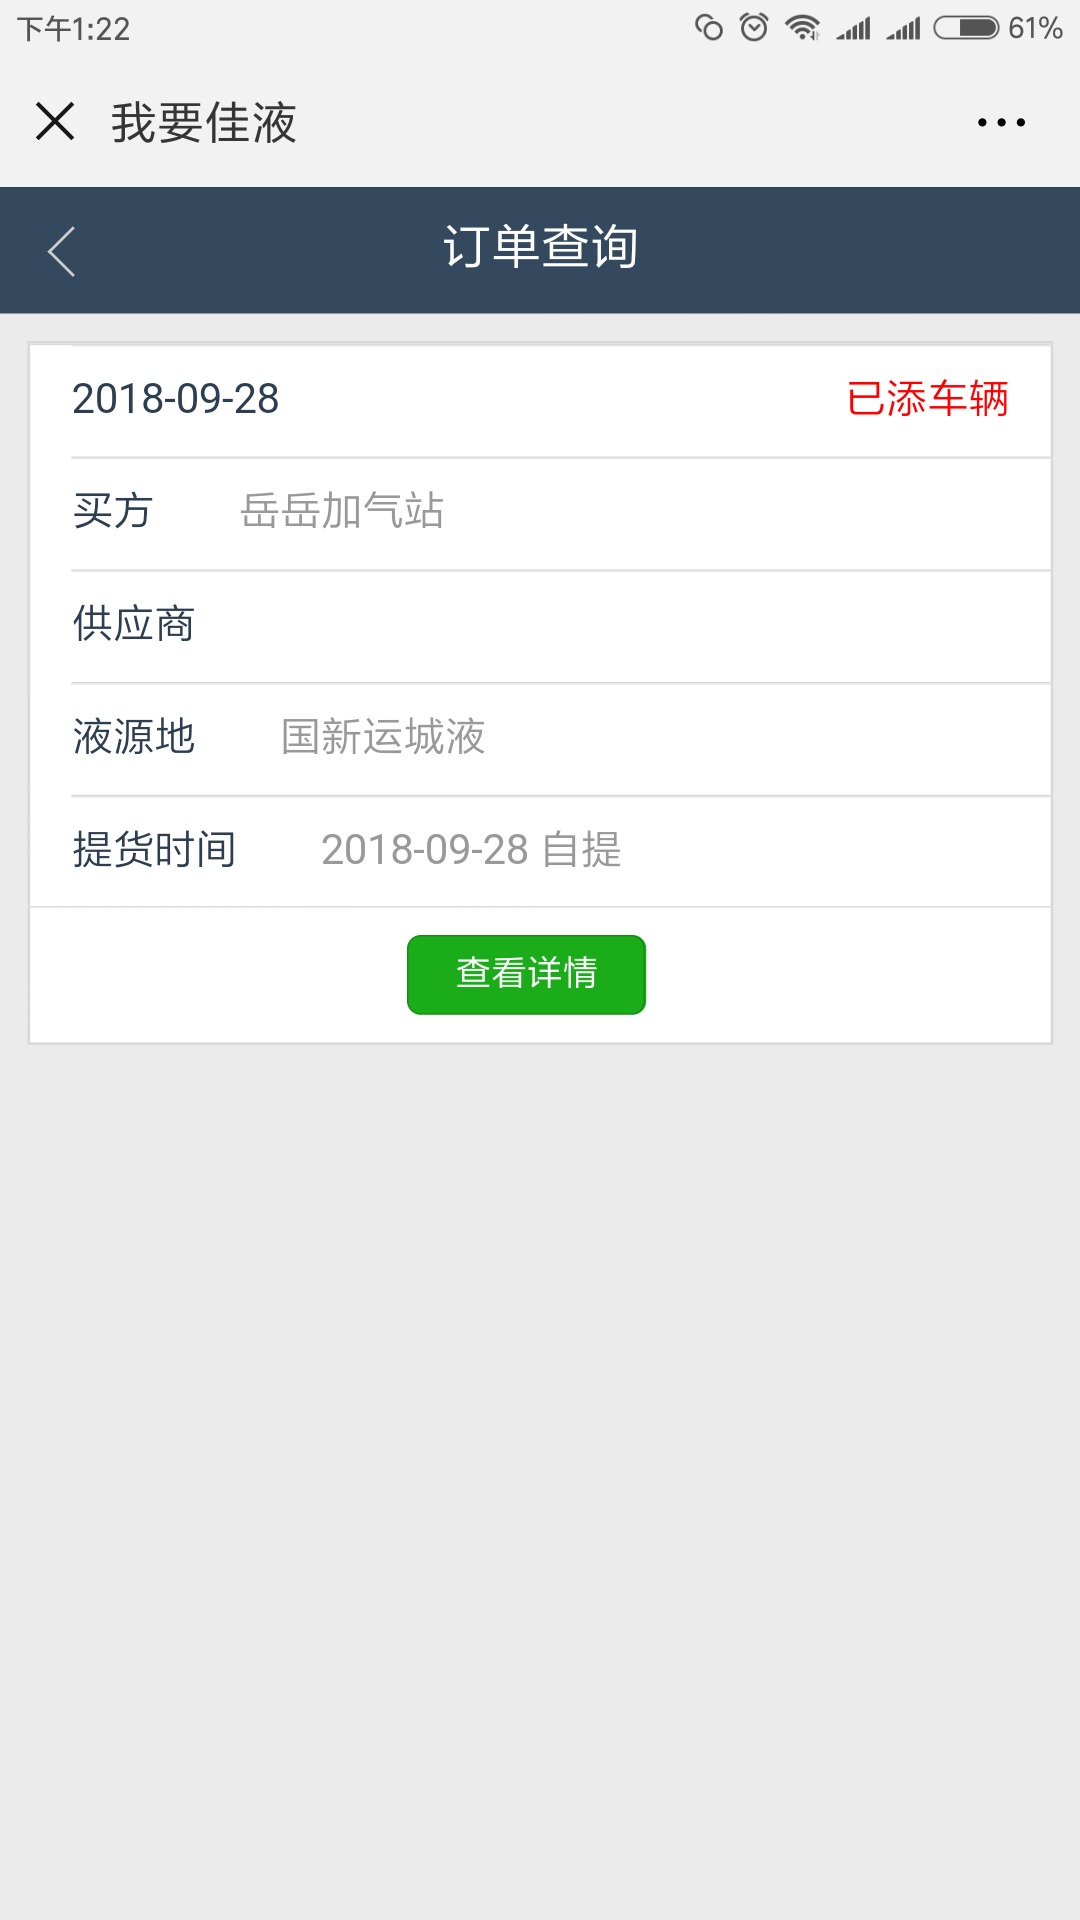 下午1:22 61%
我要佳液
订单查询
2018-09-28 已添车辆
买方 岳岳加气站
供应商
液源地 国新运城液
提货时间 2018-09-28 自提
查看详情